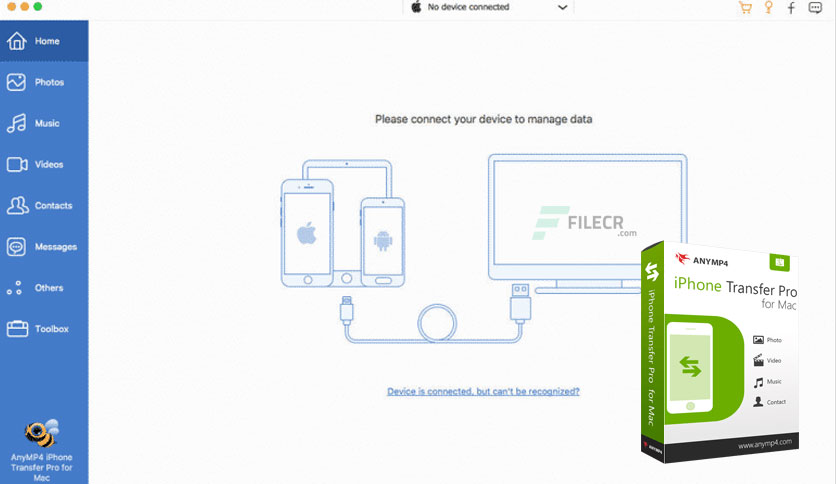 No device connected
Home
Photos
Music
Videos
Contacts
Messages
Others
Toolbox
AnyMP4 iPhone
Transfer Pro for
Mac
Please connect your device to manage data
FILECR
.com
Device is connected, but can't be recognized?
ANYMP4
iPhone Transfer Pro
for Mac
Photo
Video
Music
Contact
www.anymp4.com
iPhone Transfer Pro for Mac
ANYMP4